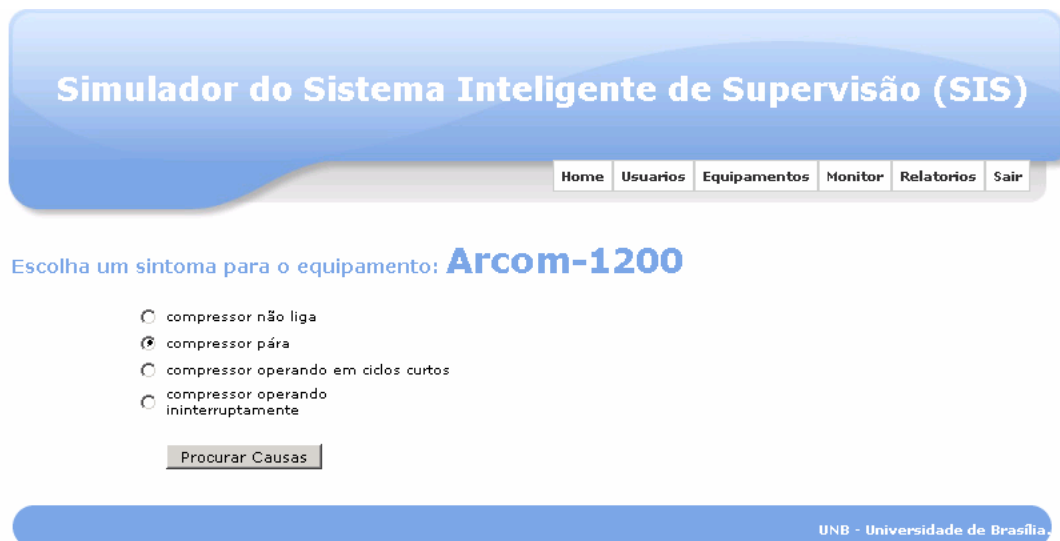 Simulador do Sistema Inteligente de Supervisão (SIS)
Home Usuarios Equipamentos Monitor Relatorios Sair
Escolha um sintoma para o equipamento: Arcom-1200
compressor não liga
compressor pára
compressor operando em ciclos curtos
compressor operando
ininterruptamente
Procurar Causas
UNB - Universidade de Brasília.